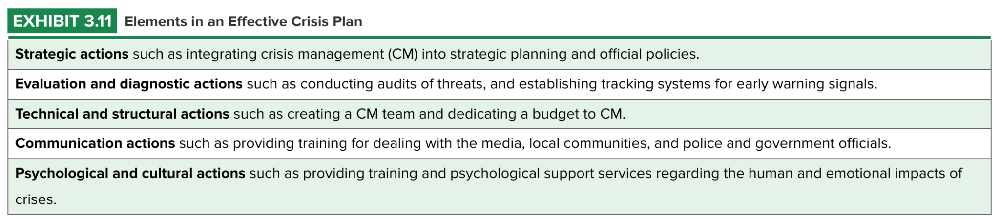 EXHIBIT 3.11 Elements in an Effective Crisis Plan
Strategic actions such as integrating crisis management (CM) into strategic planning and official policies.
Evaluation and diagnostic actions such as conducting audits of threats, and establishing tracking systems for early warning signals.
Technical and structural actions such as creating a CM team and dedicating a budget to CM.
Communication actions such as providing training for dealing with the media, local communities, and police and government officials.
Psychological and cultural actions such as providing training and psychological support services regarding the human and emotional impacts of
crises.